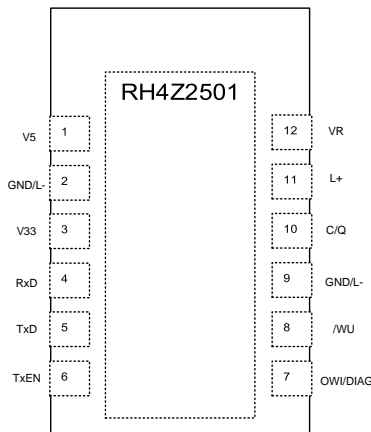 RH4Z2501
V5 1 12 VR
GND/L- 2 11 L+
V33 3 10 C/Q
RxD 4 9 GND/L-
TxD 5 8 /WU
TxEN 6 7 OWI/DIAG